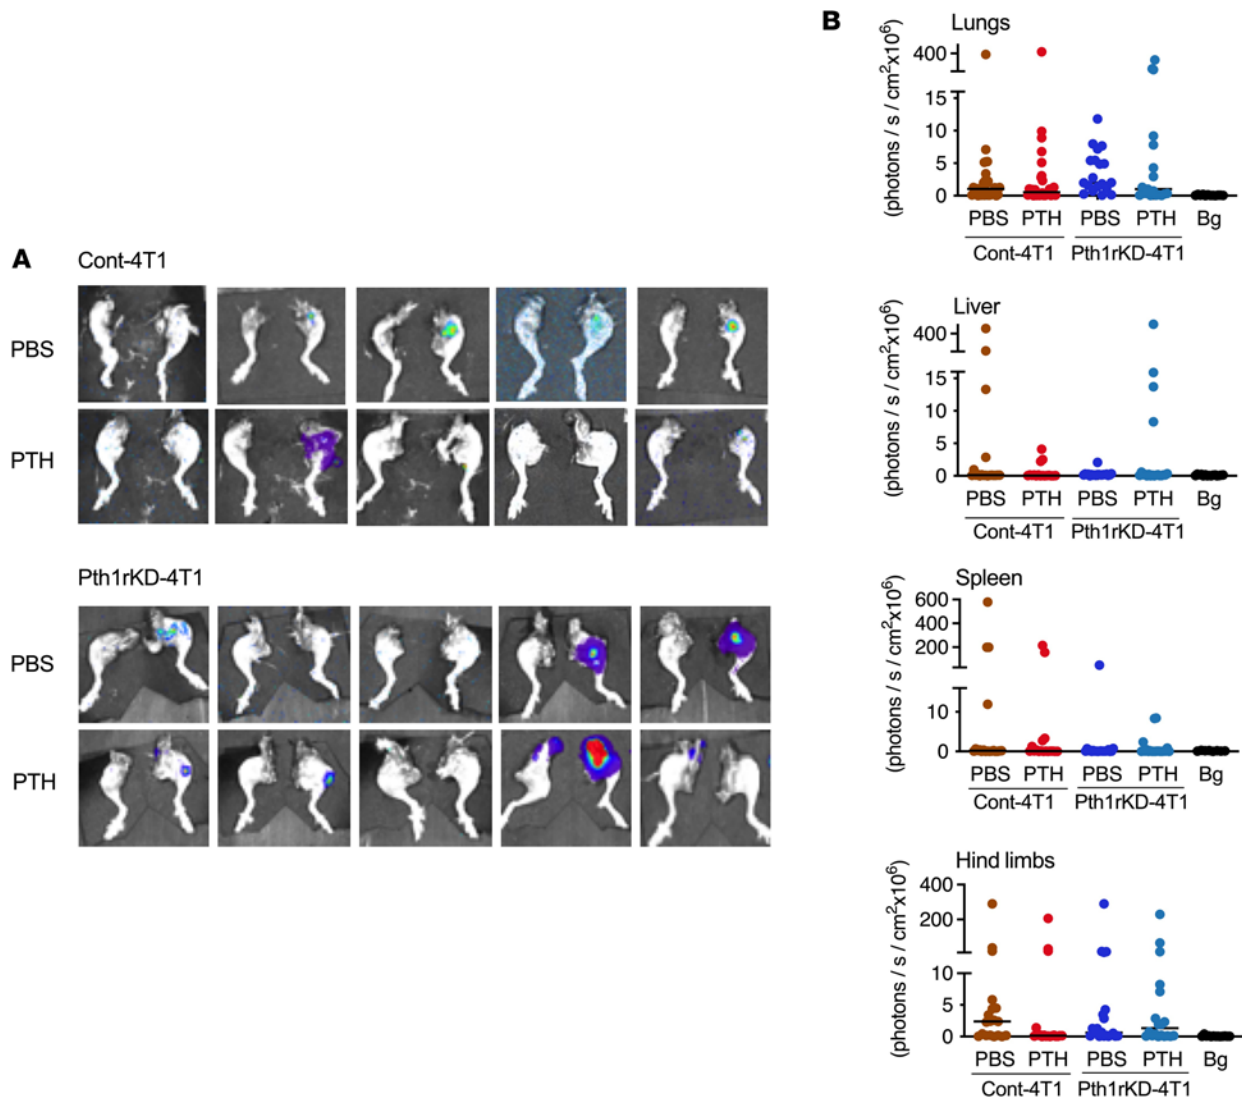 A
Cont-4T1
PBS
PTH
Pth1rKD-4T1
PBS
PTH
B
Lungs
(photons / s / cm²x10⁶)
400
15
10
5
0
PBS PTH PBS PTH Bg
Cont-4T1 Pth1rKD-4T1
Liver
(photons / s / cm²x10⁶)
400
15
10
5
0
PBS PTH PBS PTH Bg
Cont-4T1 Pth1rKD-4T1
Spleen
(photons / s / cm²x10⁶)
600
400
200
10
0
PBS PTH PBS PTH Bg
Cont-4T1 Pth1rKD-4T1
Hind limbs
(photons / s / cm²x10⁶)
400
200
10
5
0
PBS PTH PBS PTH Bg
Cont-4T1 Pth1rKD-4T1